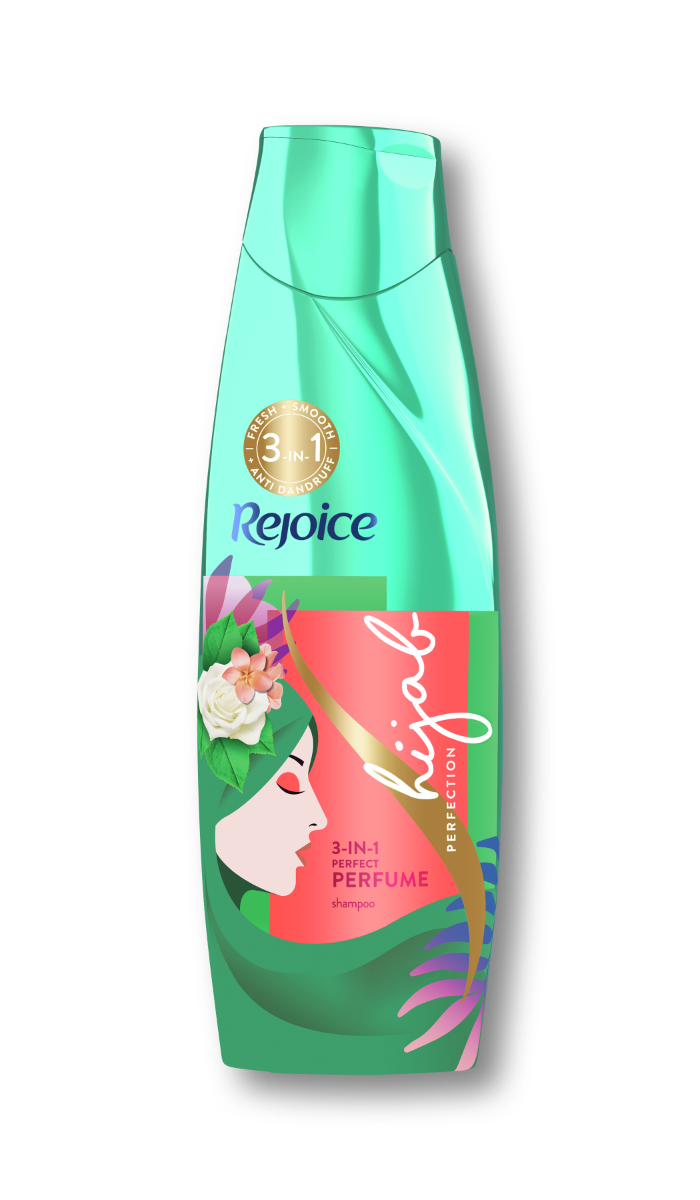 FRESH + SMOOTH
3-IN-1
+ ANTI DANDRUFF
Rejoice
hijab
PERFECTION
3-IN-1
PERFECT
PERFUME
shampoo